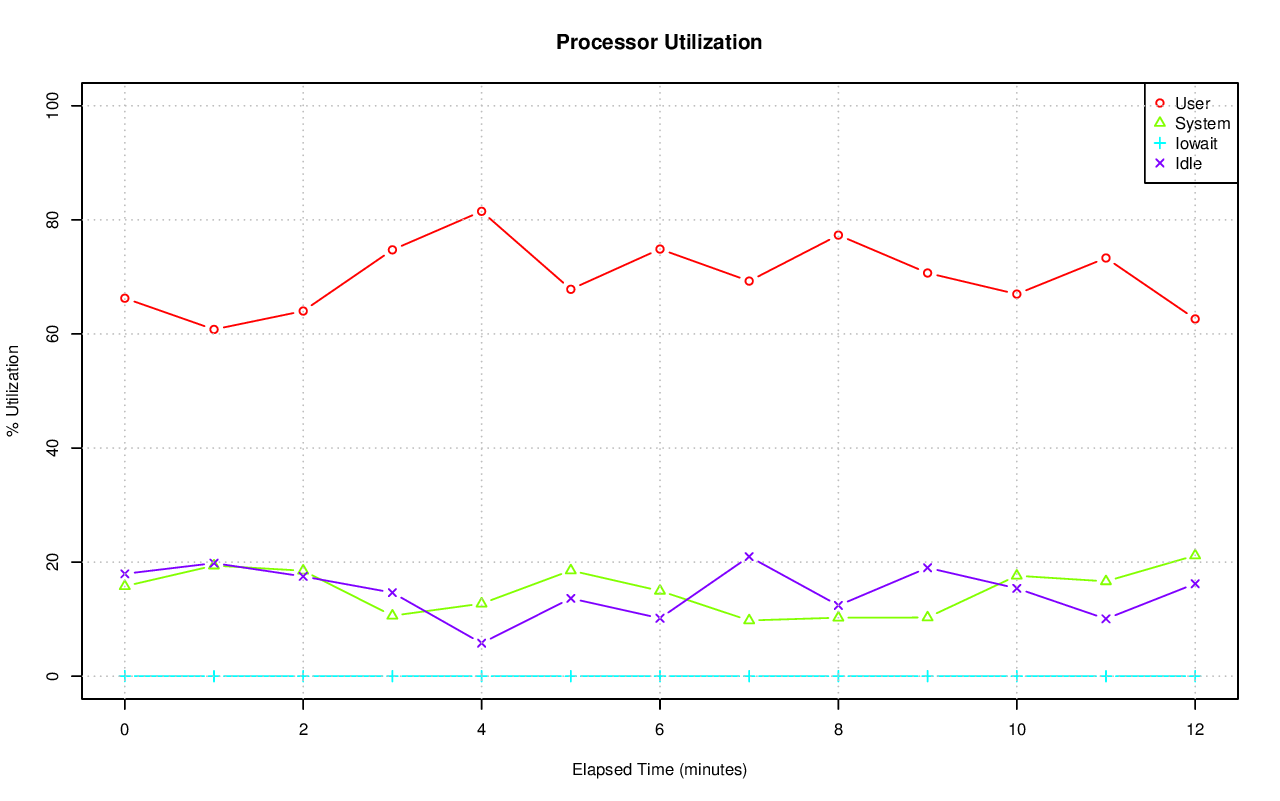 Processor Utilization
User
System
Iowait
Idle
% Utilization
100
80
60
40
20
0
0 2 4 6 8 10 12
Elapsed Time (minutes)